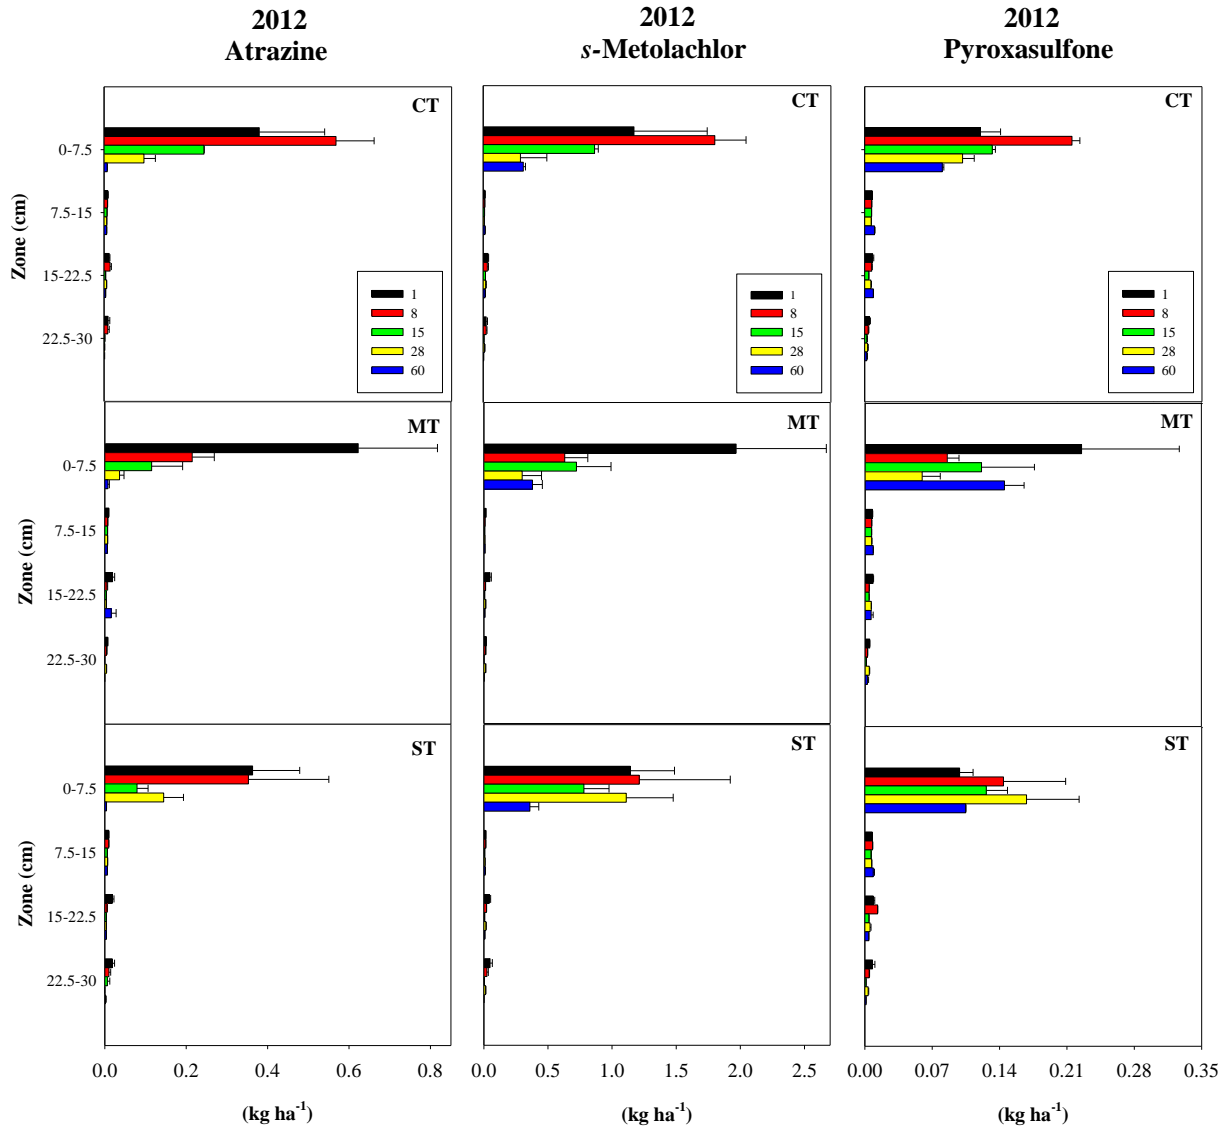 2012
Atrazine
2012
s-Metolachlor
2012
Pyroxasulfone
CT
CT
CT
Zone (cm)
0-7.5
7.5-15
15-22.5
22.5-30
1
8
15
28
60
1
8
15
28
60
1
8
15
28
60
MT
MT
MT
Zone (cm)
0-7.5
7.5-15
15-22.5
22.5-30
ST
ST
ST
Zone (cm)
0-7.5
7.5-15
15-22.5
22.5-30
0.0 0.2 0.4 0.6 0.8
0.0 0.5 1.0 1.5 2.0 2.5
0.00 0.07 0.14 0.21 0.28 0.35
(kg ha⁻¹)
(kg ha⁻¹)
(kg ha⁻¹)